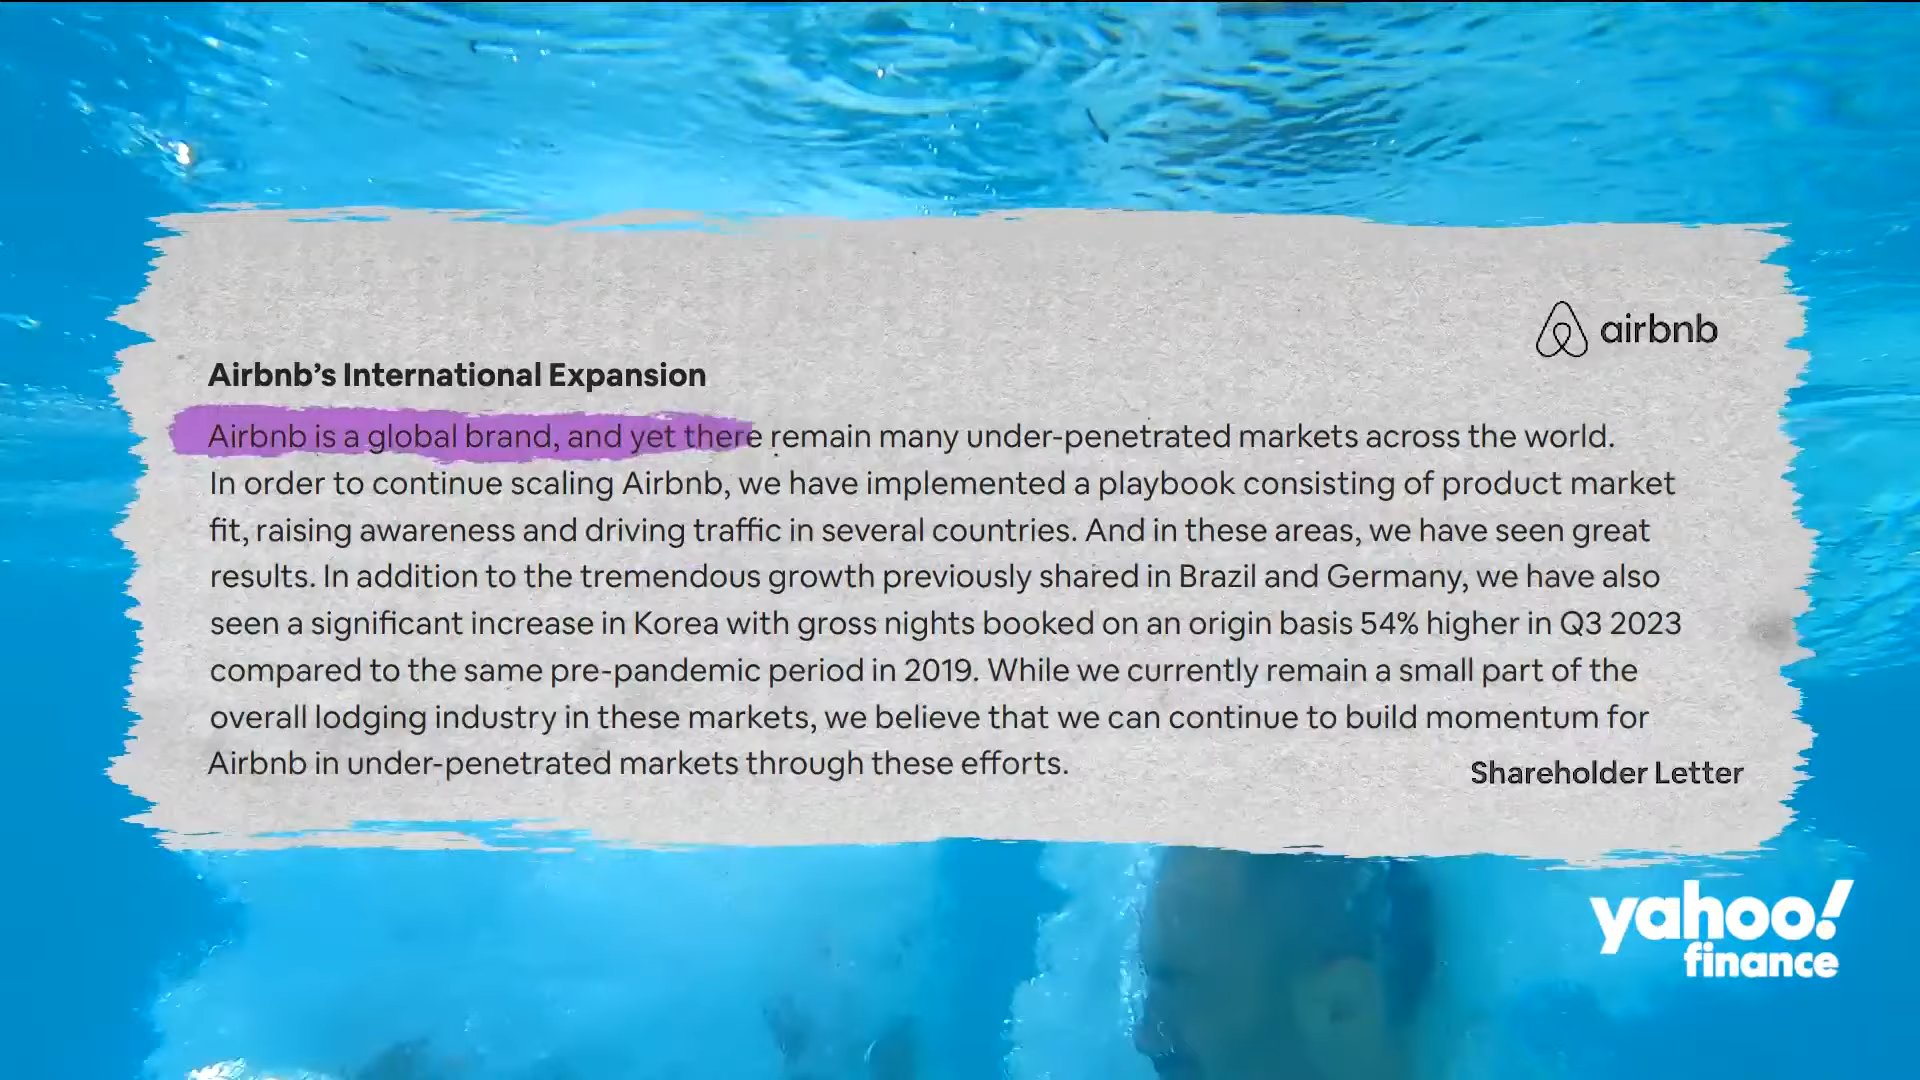 airbnb
Airbnb’s International Expansion
Airbnb is a global brand, and yet there remain many under-penetrated markets across the world.
In order to continue scaling Airbnb, we have implemented a playbook consisting of product market
fit, raising awareness and driving traffic in several countries. And in these areas, we have seen great
results. In addition to the tremendous growth previously shared in Brazil and Germany, we have also
seen a significant increase in Korea with gross nights booked on an origin basis 54% higher in Q3 2023
compared to the same pre-pandemic period in 2019. While we currently remain a small part of the
overall lodging industry in these markets, we believe that we can continue to build momentum for
Airbnb in under-penetrated markets through these efforts.
Shareholder Letter
yahoo!
finance